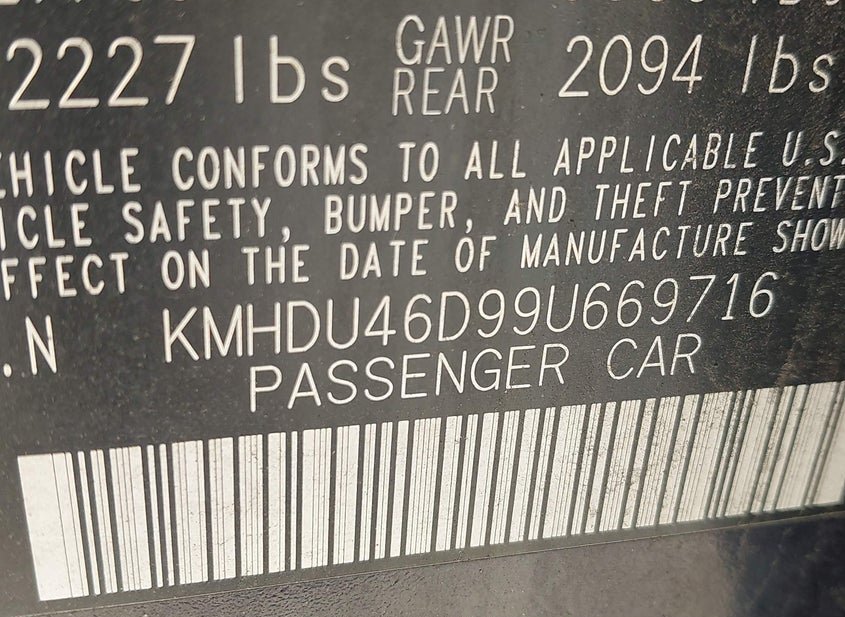 2227 lbs GAWR REAR 2094 lbs
HICLE CONFORMS TO ALL APPLICABLE U.S.
ICLE SAFETY, BUMPER, AND THEFT PREVENT
FFECT ON THE DATE OF MANUFACTURE SHOW
.N KMHDU46D99U669716
PASSENGER CAR